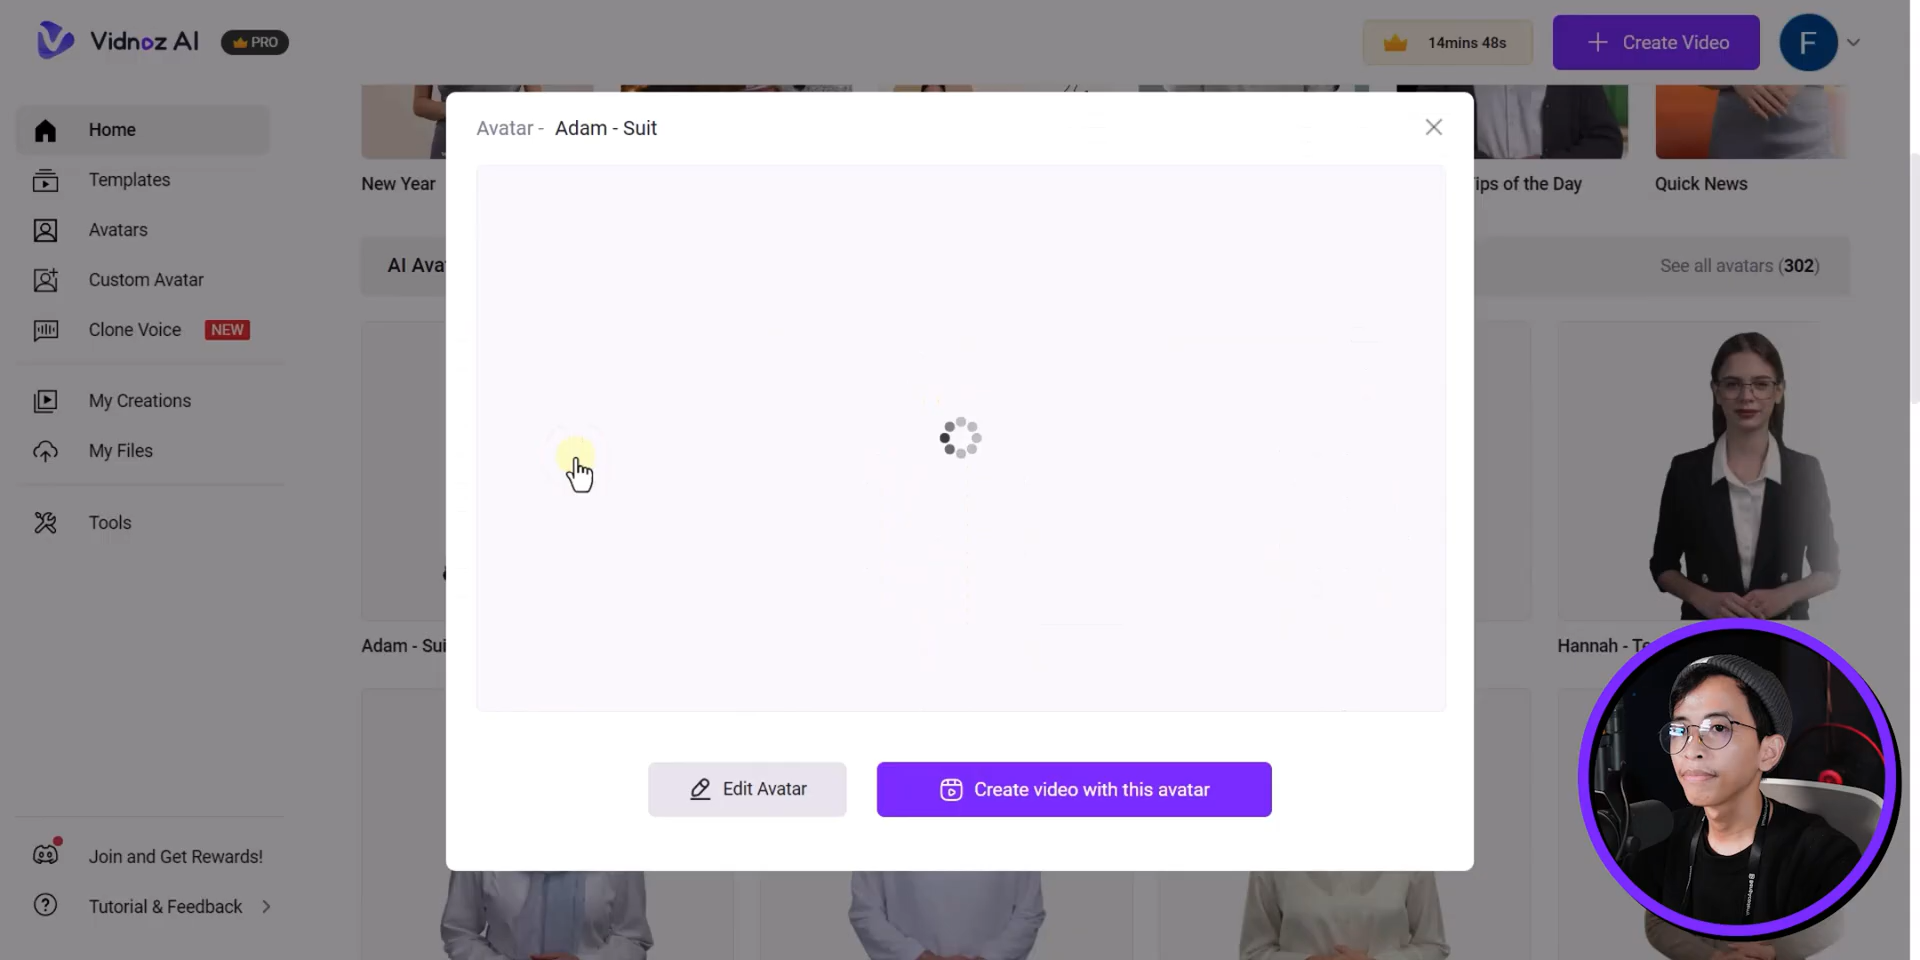 Vidnoz AI
PRO
14mins 48s
Create Video
F
Home
Templates
Avatars
Custom Avatar
Clone Voice
NEW
My Creations
My Files
Tools
Join and Get Rewards!
Tutorial & Feedback
New Year
Tips of the Day
Quick News
AI Ava
See all avatars (302)
Avatar - Adam - Suit
Adam - Sui
Hannah - Te
Edit Avatar
Create video with this avatar